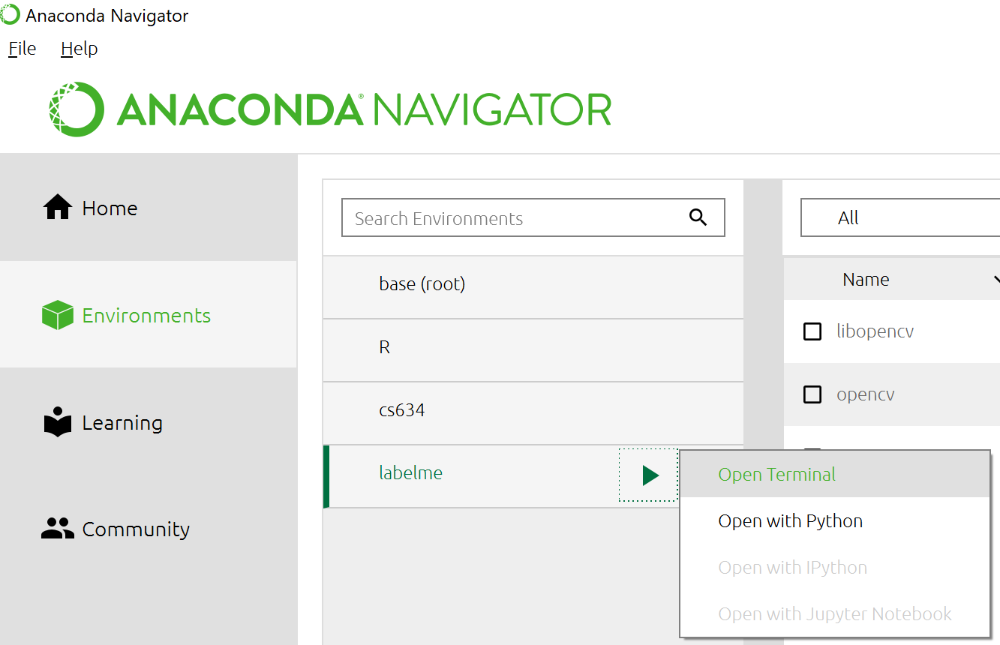 Anaconda Navigator
File Help
ANACONDA® NAVIGATOR
Home
Environments
Learning
Community
Search Environments
base (root)
R
cs634
labelme
All
Name
libopencv
opencv
Open Terminal
Open with Python
Open with IPython
Open with Jupyter Notebook